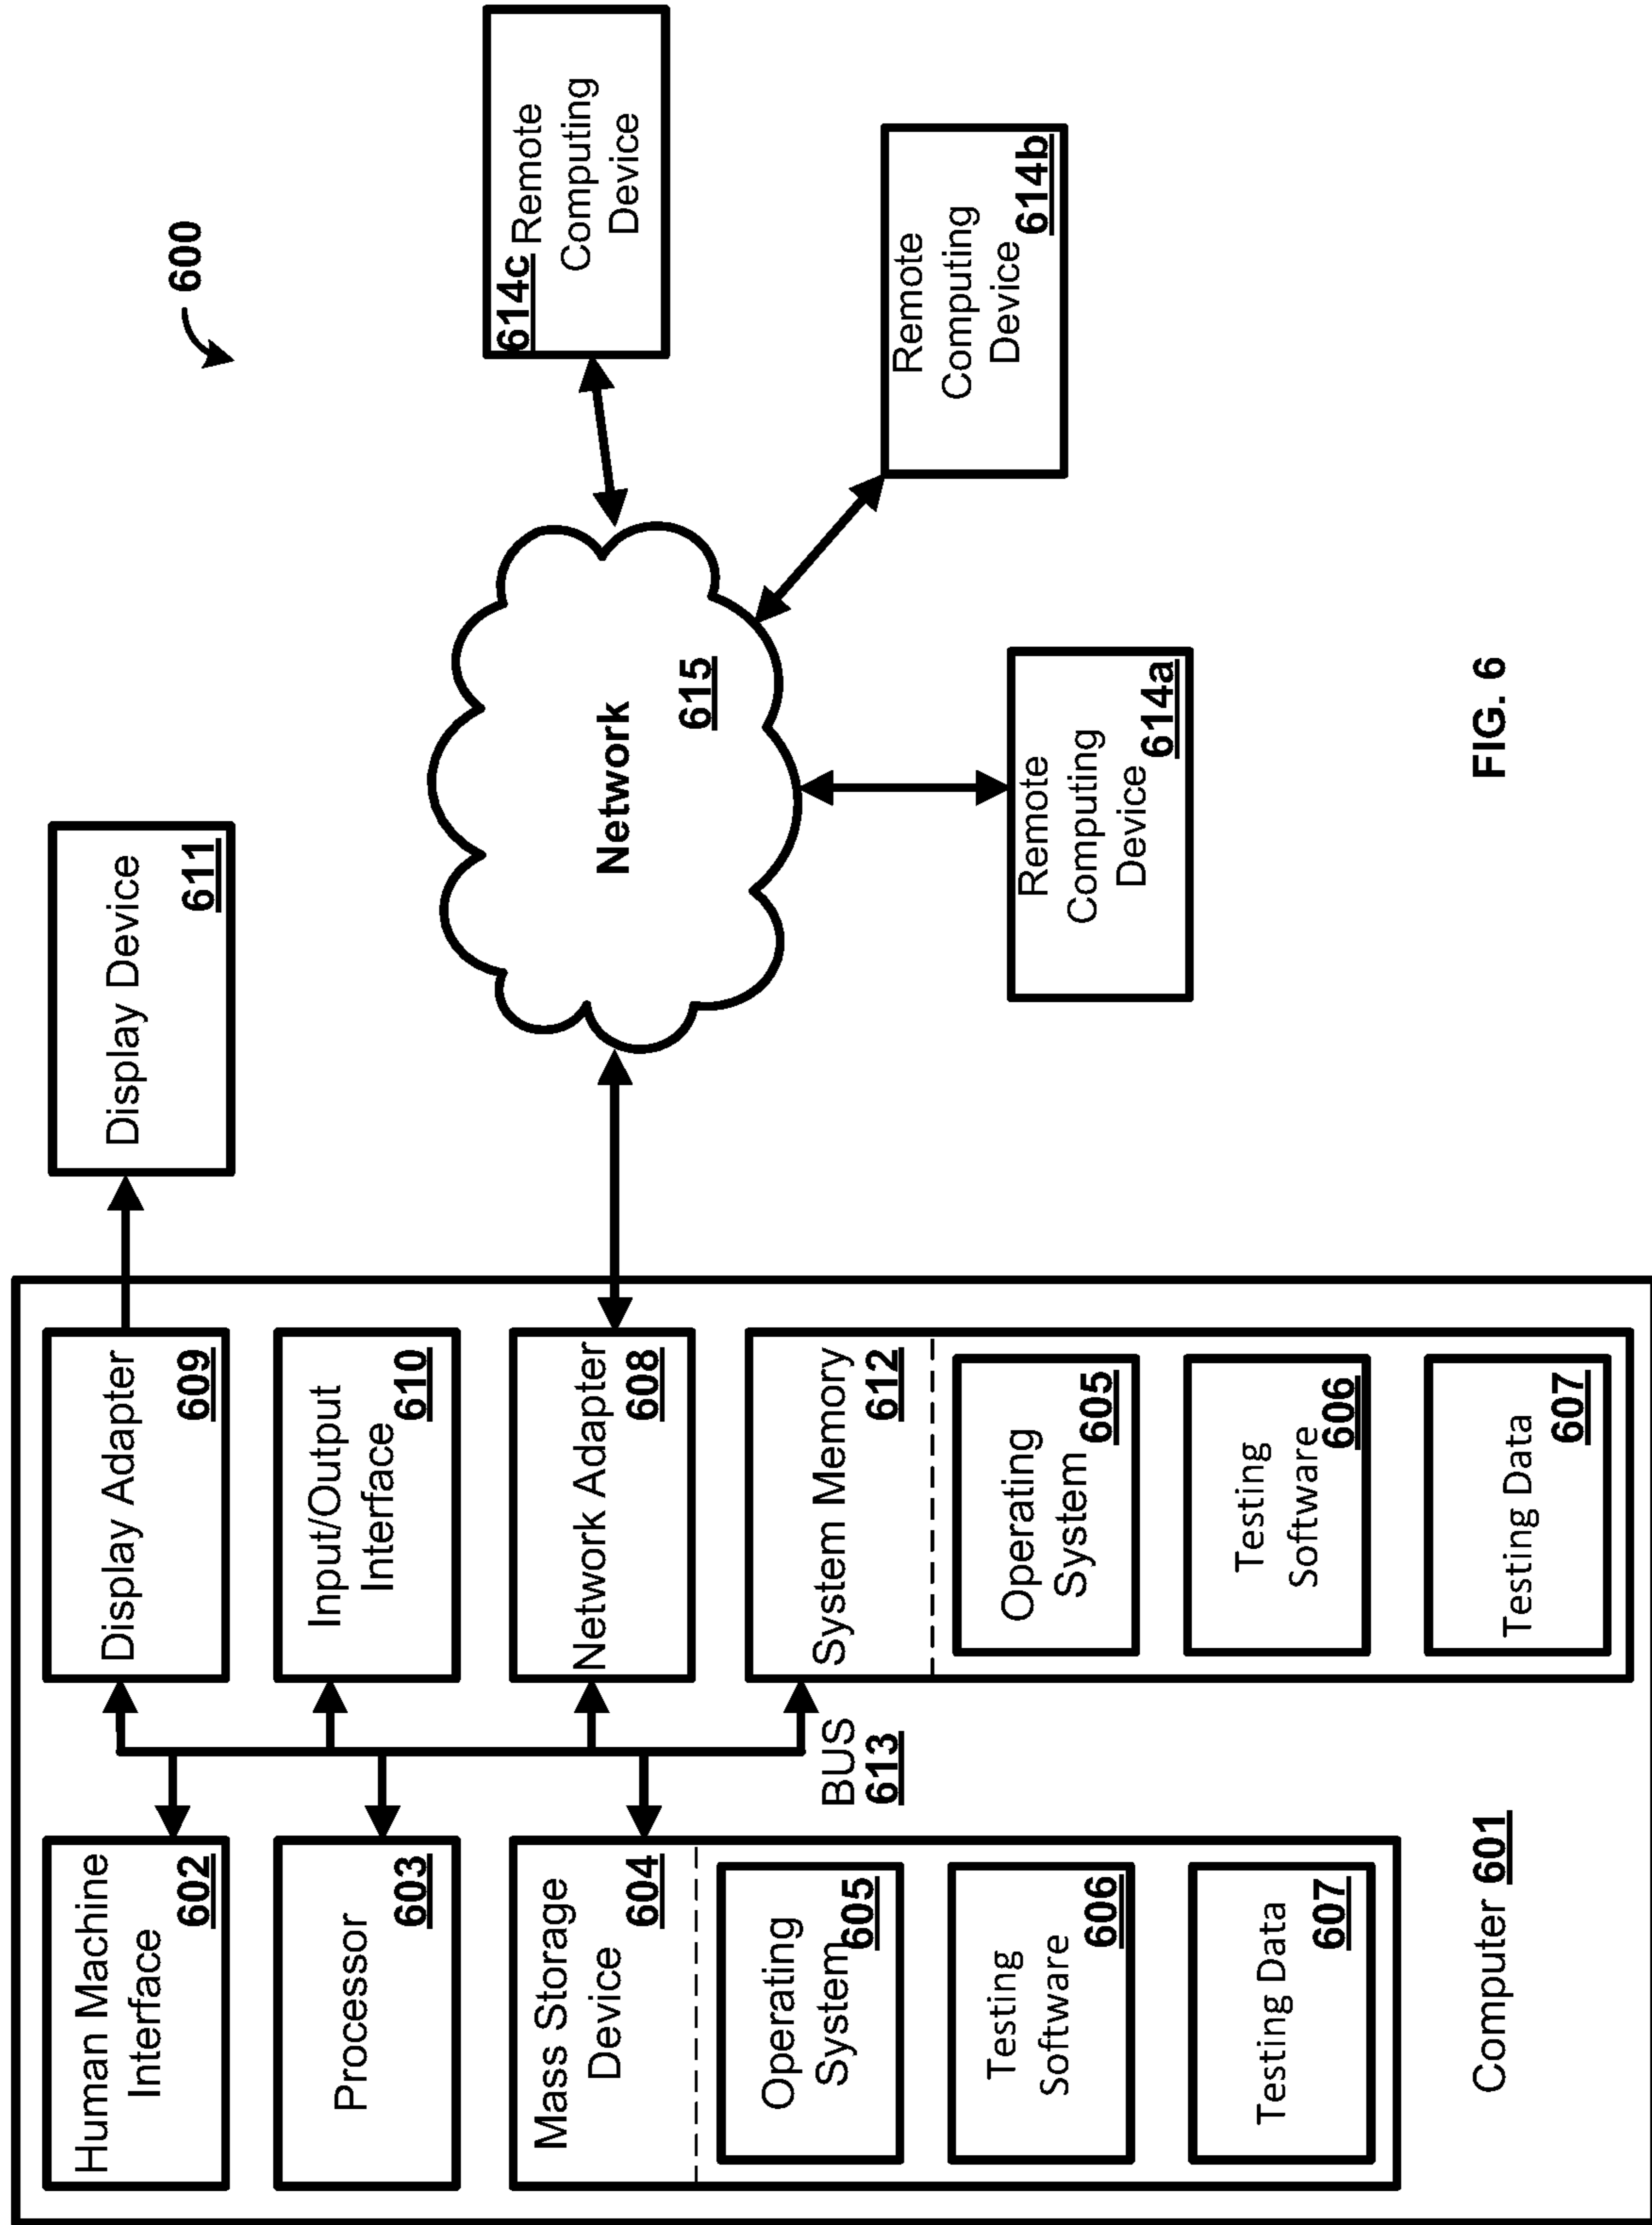 600
Human Machine
Interface
602
Processor
603
Mass Storage
Device
604
Operating
System
605
Testing
Software
606
Testing Data
607
Computer 601
BUS
613
Display Adapter
609
Input/Output
Interface
610
Network Adapter
608
System Memory
612
Operating
System
605
Testing
Software
606
Testing Data
607
Display Device
611
Network
615
614c Remote
Computing
Device
Remote
Computing
Device 614b
Remote
Computing
Device 614a
FIG. 6